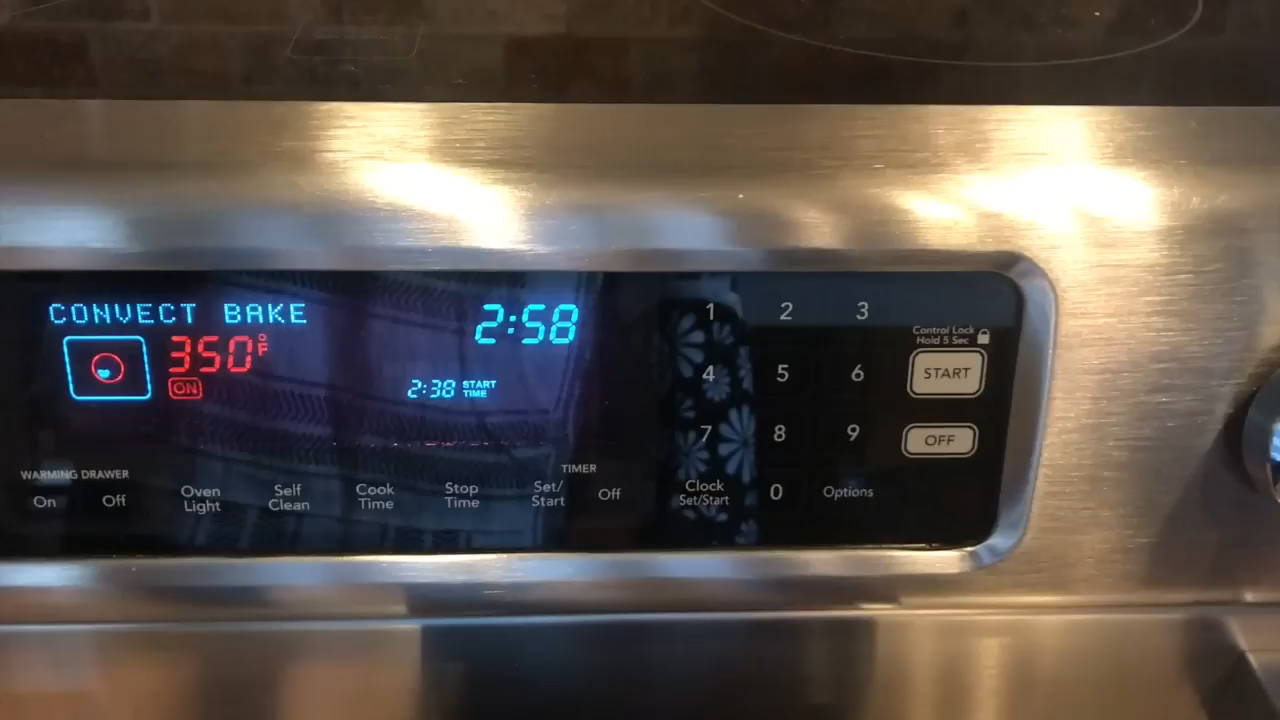 CONVECT BAKE
2:58
350°F
ON
2:38 START TIME
1 2 3
Control Lock
Hold 5 Sec
4 5 6
START
7 8 9
OFF
WARMING DRAWER
On Off
Oven
Light
Self
Clean
Cook
Time
Stop
Time
TIMER
Set/
Start
Off
Clock
Set/Start
0
Options